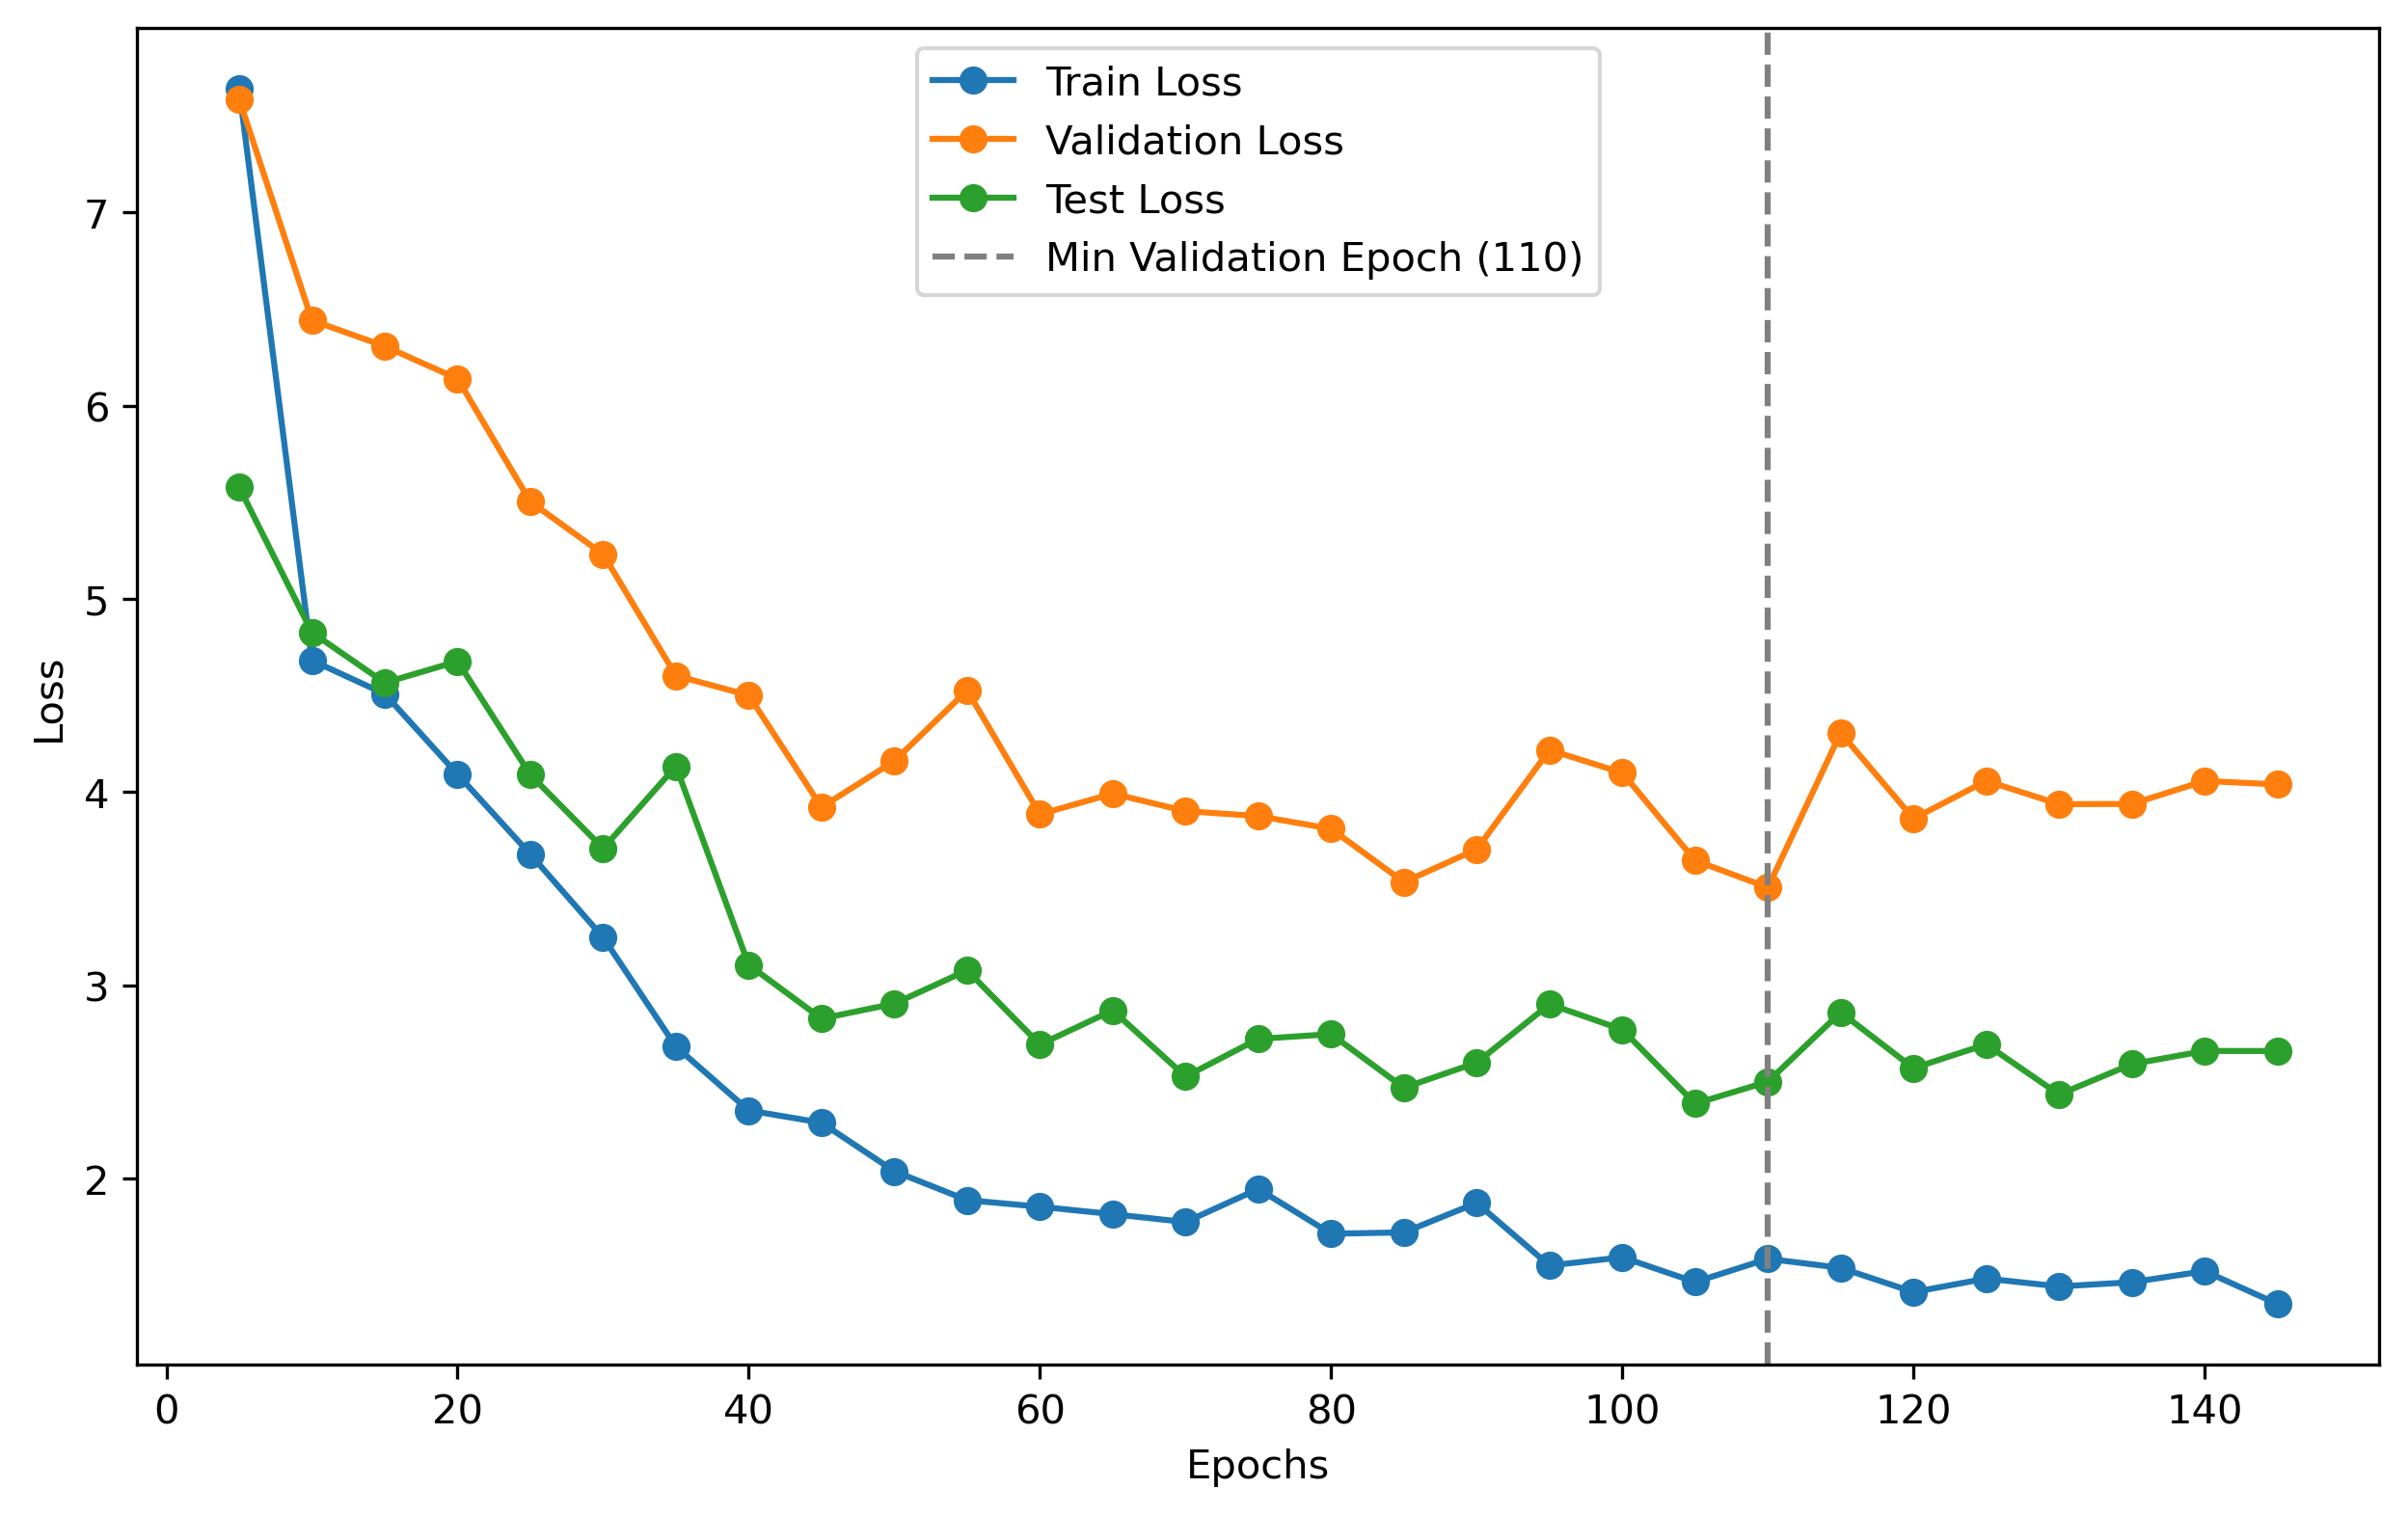 Train Loss
Validation Loss
Test Loss
Min Validation Epoch (110)
7
6
5
4
3
2
Loss
0 20 40 60 80 100 120 140
Epochs